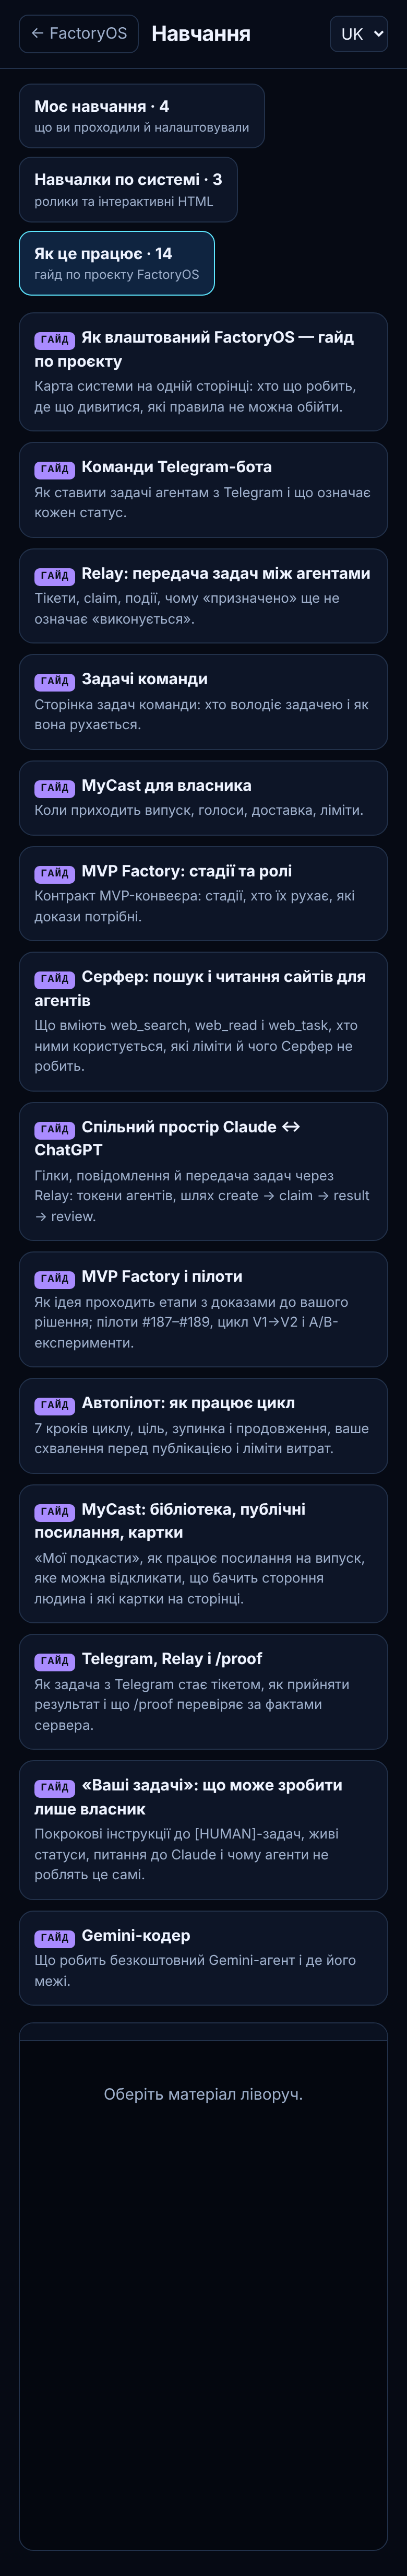 ← FactoryOS Навчання UK
Моє навчання · 4
що ви проходили й налаштовували
Навчалки по системі · 3
ролики та інтерактивні HTML
Як це працює · 14
гайд по проєкту FactoryOS
ГАЙД Як влаштований FactoryOS — гайд
по проєкту
Карта системи на одній сторінці: хто що робить,
де що дивитися, які правила не можна обійти.
ГАЙД Команди Telegram-бота
Як ставити задачі агентам з Telegram і що означає
кожен статус.
ГАЙД Relay: передача задач між агентами
Тікети, claim, події, чому «призначено» ще не
означає «виконується».
ГАЙД Задачі команди
Сторінка задач команди: хто володіє задачею і як
вона рухається.
ГАЙД MyCast для власника
Коли приходить випуск, голоси, доставка, ліміти.
ГАЙД MVP Factory: стадії та ролі
Контракт MVP-конвеєра: стадії, хто їх рухає, які
докази потрібні.
ГАЙД Серфер: пошук і читання сайтів для
агентів
Що вміють web_search, web_read і web_task, хто
ними користується, які ліміти й чого Серфер не
робить.
ГАЙД Спільний простір Claude ↔
ChatGPT
Гілки, повідомлення й передача задач через
Relay: токени агентів, шлях create → claim → result
→ review.
ГАЙД MVP Factory і пілоти
Як ідея проходить етапи з доказами до вашого
рішення; пілоти #187–#189, цикл V1→V2 і A/B-
експерименти.
ГАЙД Автопілот: як працює цикл
7 кроків циклу, ціль, зупинка і продовження, ваше
схвалення перед публікацією і ліміти витрат.
ГАЙД MyCast: бібліотека, публічні
посилання, картки
«Мої подкасти», як працює посилання на випуск,
яке можна відкликати, що бачить стороння
людина і які картки на сторінці.
ГАЙД Telegram, Relay і /proof
Як задача з Telegram стає тікетом, як прийняти
результат і що /proof перевіряє за фактами
сервера.
ГАЙД «Ваші задачі»: що може зробити
лише власник
Покрокові інструкції до [HUMAN]-задач, живі
статуси, питання до Claude і чому агенти не
роблять це самі.
ГАЙД Gemini-кодер
Що робить безкоштовний Gemini-агент і де його
межі.
Оберіть матеріал ліворуч.